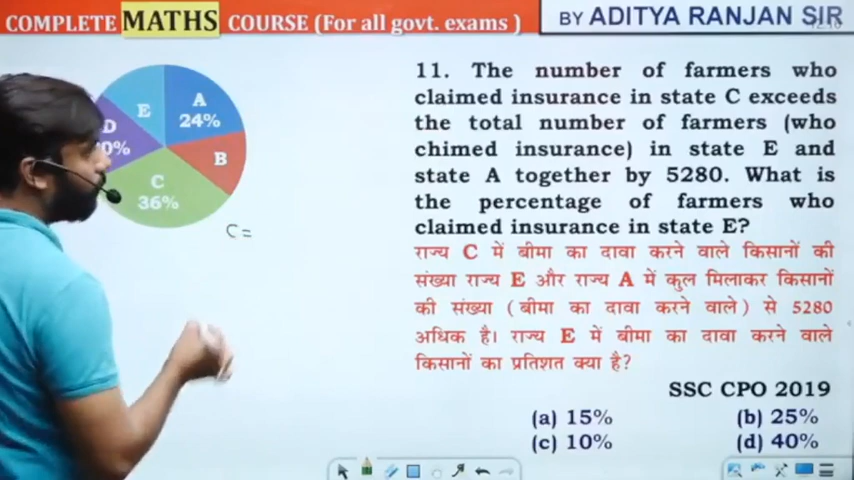 COMPLETE MATHS COURSE (For all govt. exams )
BY ADITYA RANJAN SIR
A
24%
E
B
D
C
36%
C=
11. The number of farmers who
claimed insurance in state C exceeds
the total number of farmers (who
chimed insurance) in state E and
state A together by 5280. What is
the percentage of farmers who
claimed insurance in state E?
राज्य C में बीमा का दावा करने वाले किसानों की
संख्या राज्य E और राज्य A में कुल मिलाकर किसानों
की संख्या (बीमा का दावा करने वाले) से 5280
अधिक है। राज्य E में बीमा का दावा करने वाले
किसानों का प्रतिशत क्या है?
SSC CPO 2019
(a) 15%
(b) 25%
(c) 10%
(d) 40%